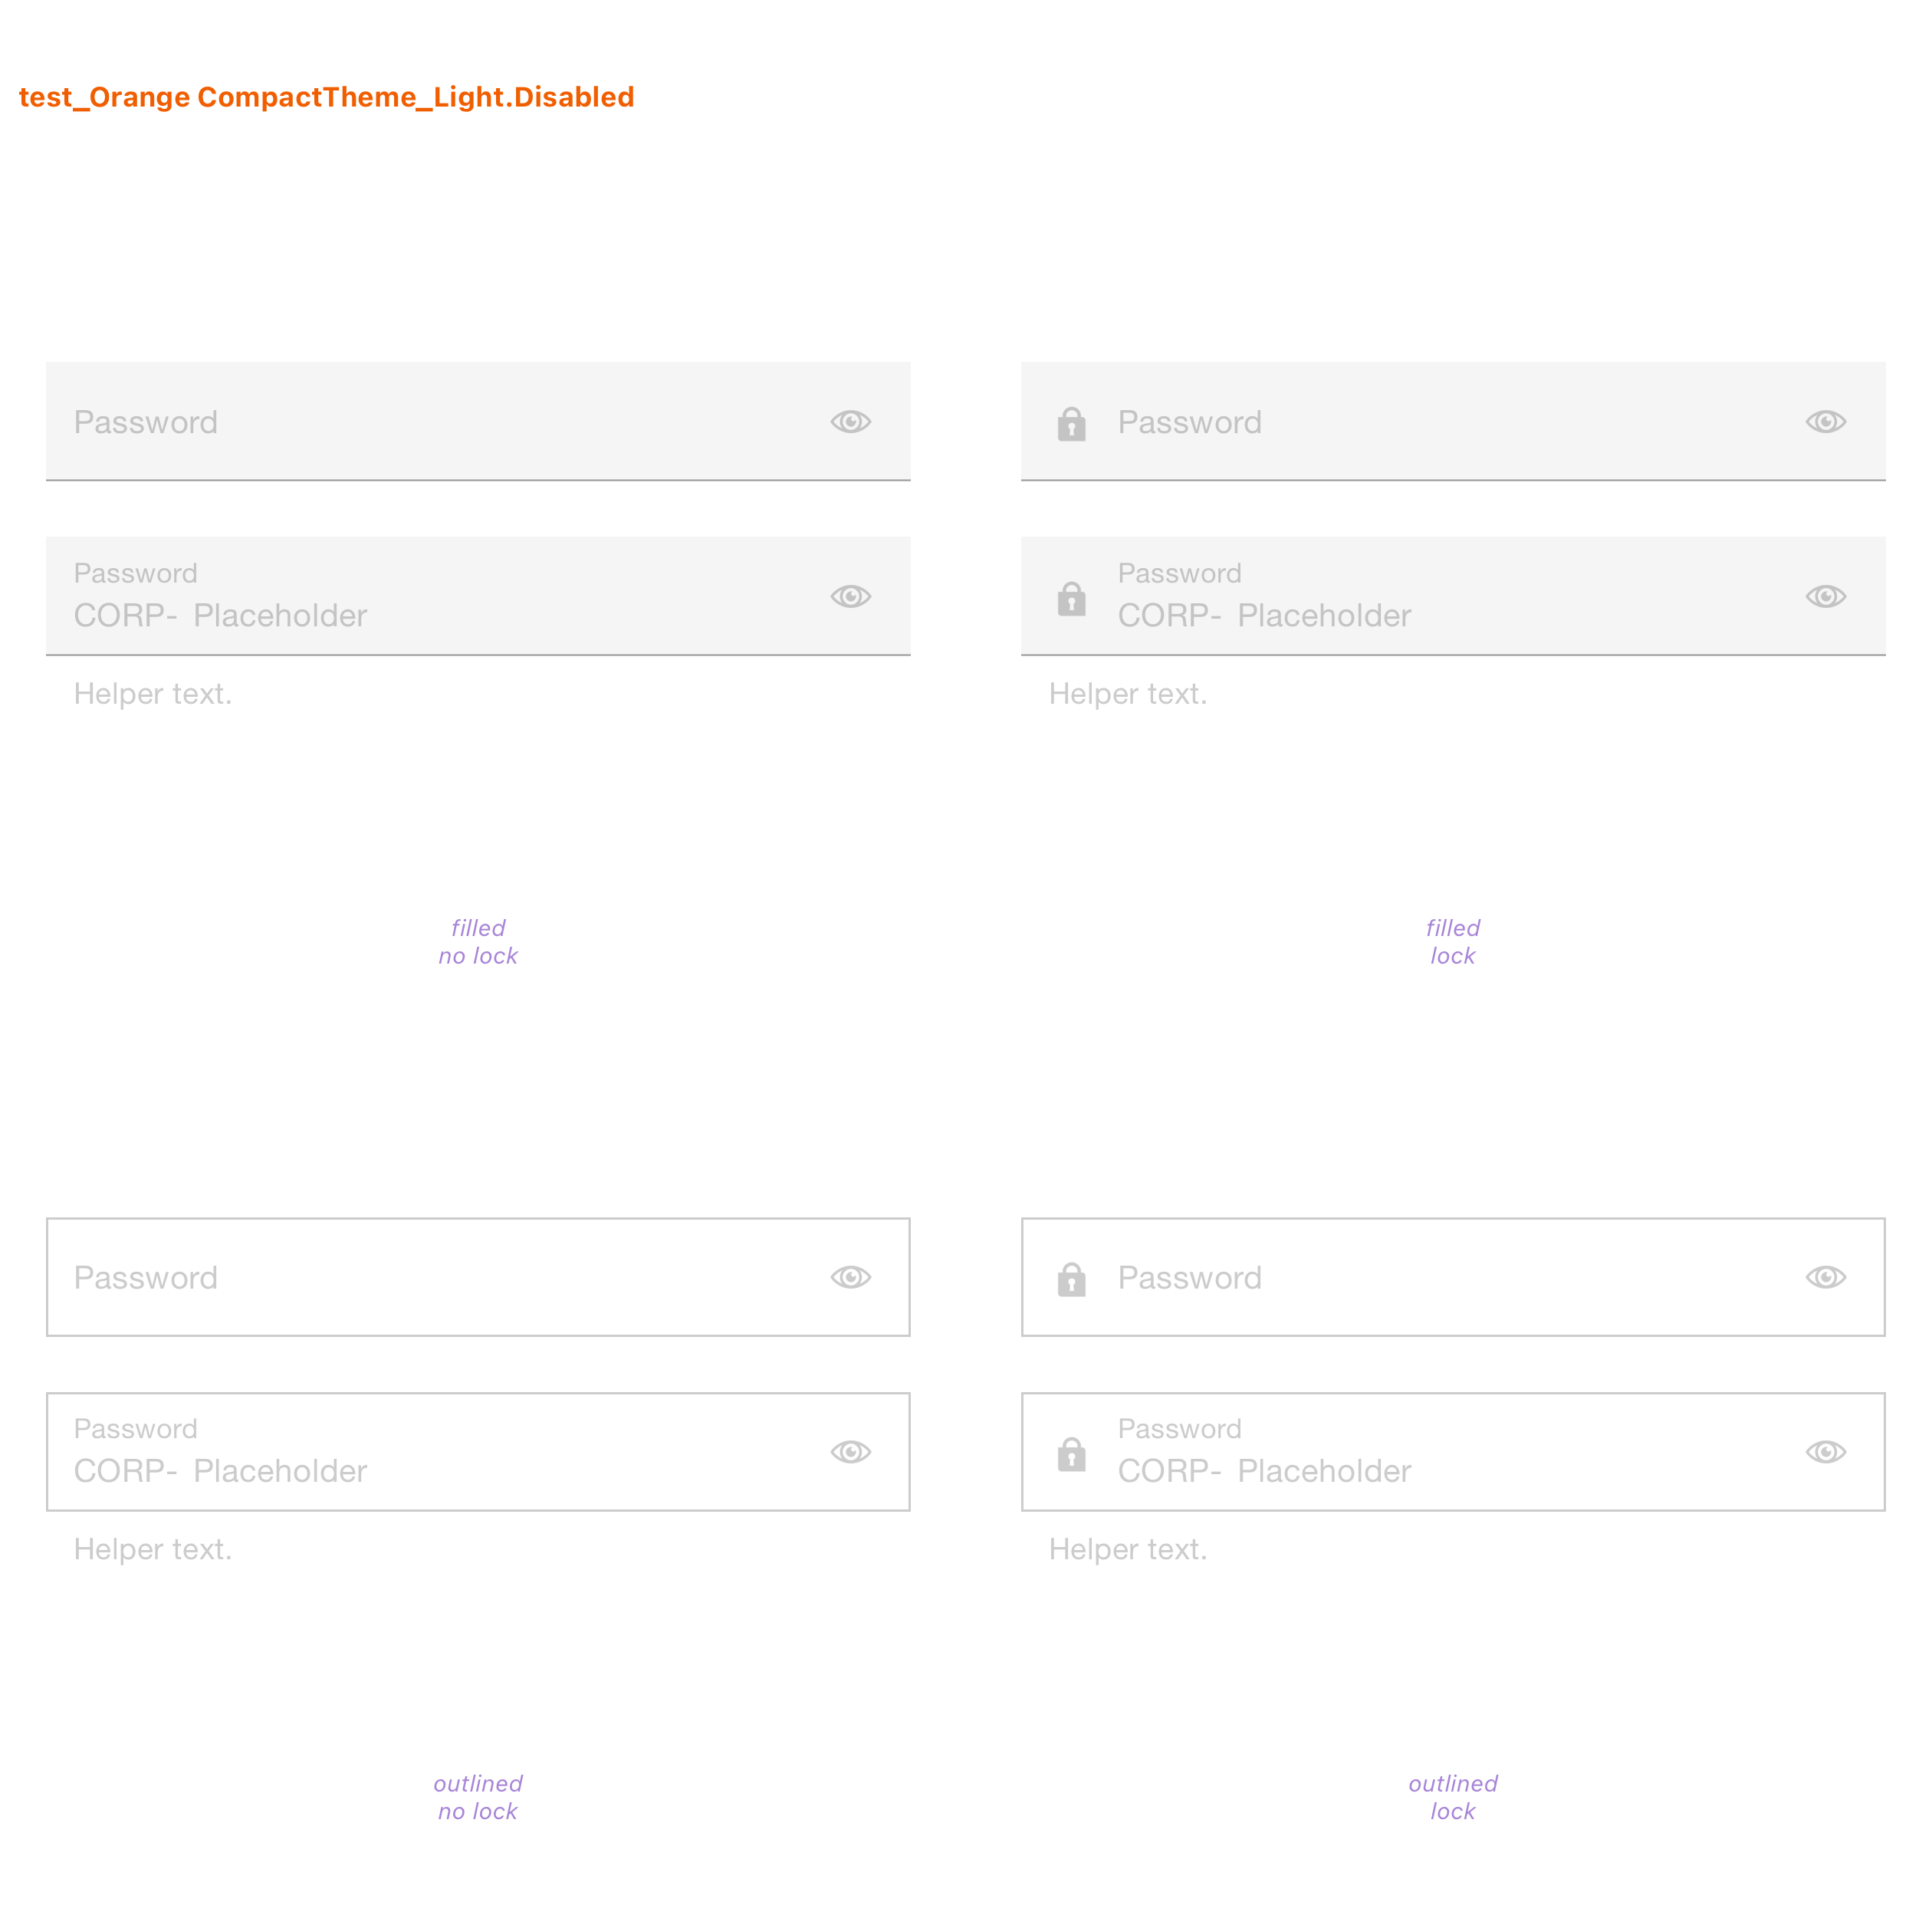 test_Orange CompactTheme_Light.Disabled
Password
Password
CORP- Placeholder
Helper text.
filled
no lock
Password
Password
CORP- Placeholder
Helper text.
filled
lock
Password
Password
CORP- Placeholder
Helper text.
outlined
no lock
Password
Password
CORP- Placeholder
Helper text.
outlined
lock